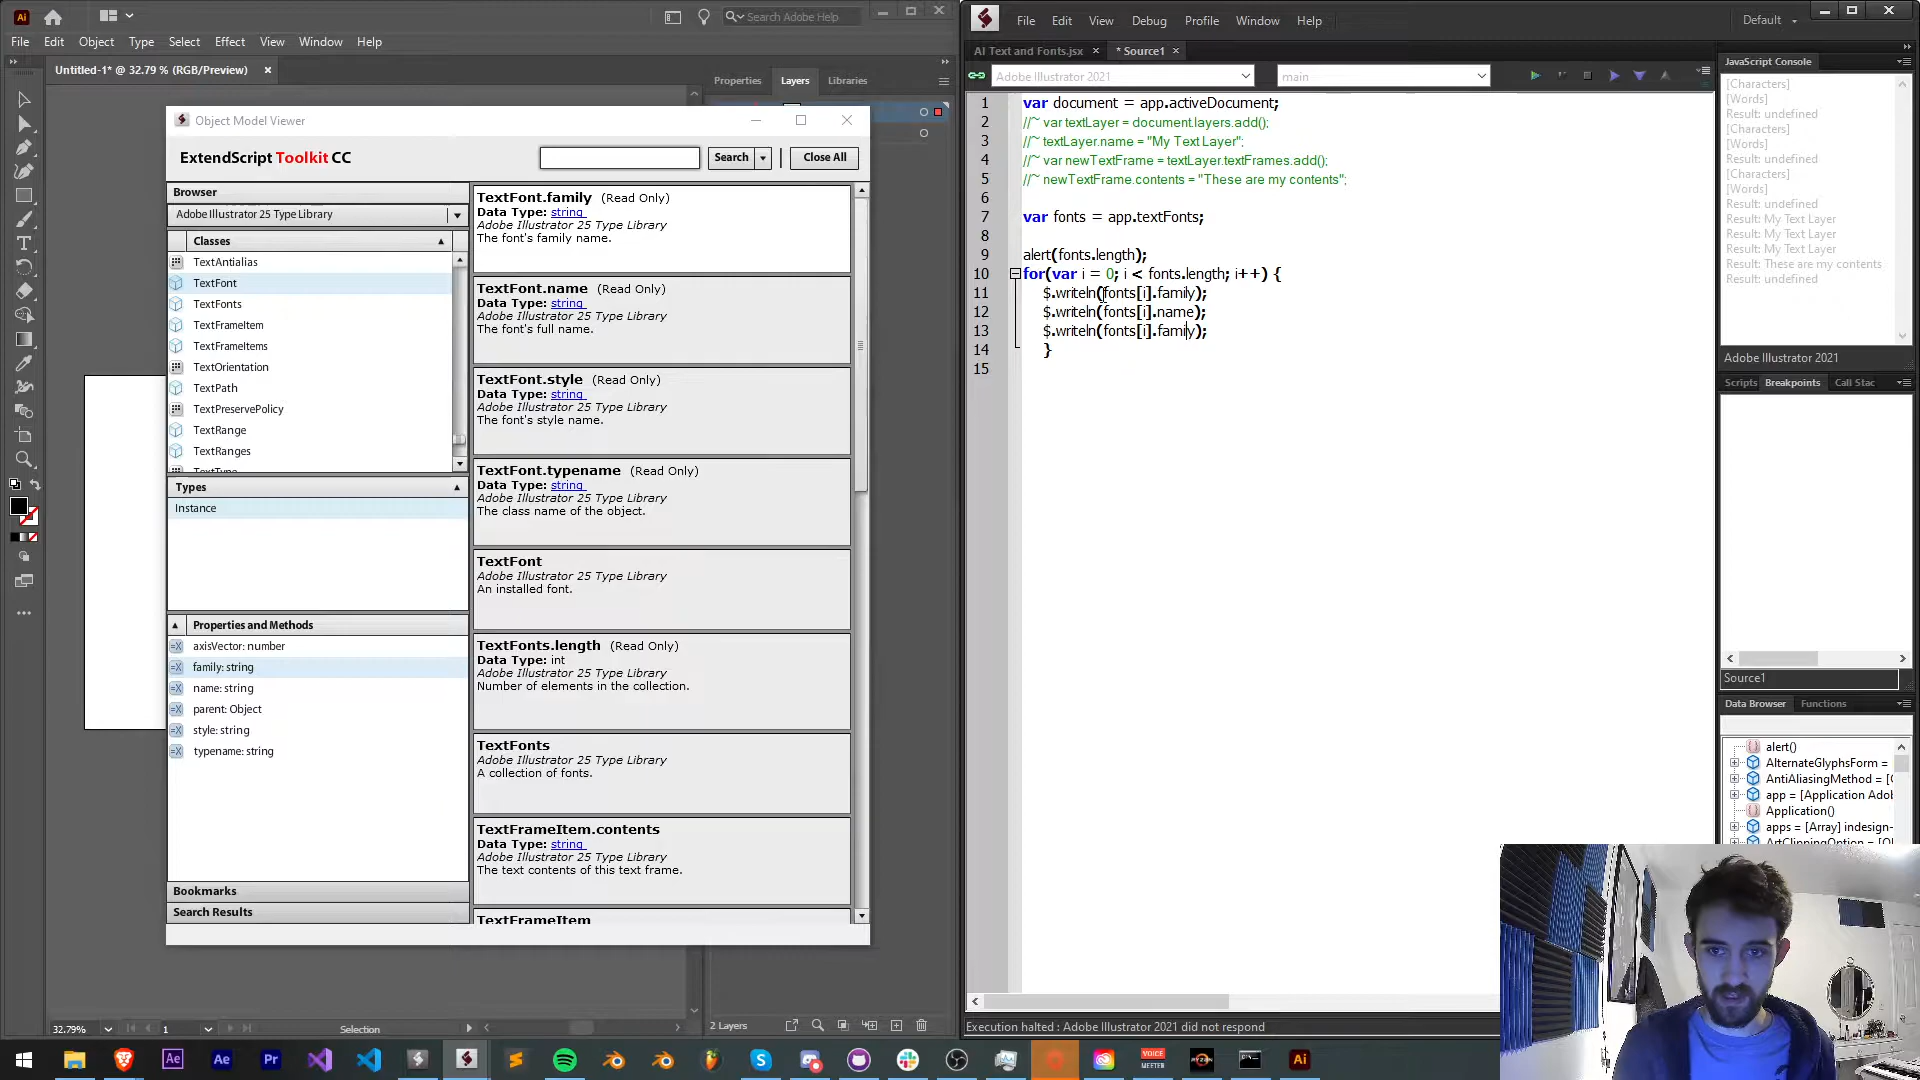 Search Adobe Help
File Edit Object Type Select Effect View Window Help
Untitled-1* @ 32.79 % (RGB/Preview) ×
Properties Layers Libraries
Object Model Viewer
ExtendScript Toolkit CC
Search
Close All
Browser
Adobe Illustrator 25 Type Library
Classes
TextAntialias
TextFont
TextFonts
TextFrameItem
TextFrameItems
TextOrientation
TextPath
TextPreservePolicy
TextRange
TextRanges
TextType
Types
Instance
Properties and Methods
axisVector: number
family: string
name: string
parent: Object
style: string
typename: string
Bookmarks
Search Results
TextFont.family (Read Only)
Data Type: string
Adobe Illustrator 25 Type Library
The font's family name.
TextFont.name (Read Only)
Data Type: string
Adobe Illustrator 25 Type Library
The font's full name.
TextFont.style (Read Only)
Data Type: string
Adobe Illustrator 25 Type Library
The font's style name.
TextFont.typename (Read Only)
Data Type: string
Adobe Illustrator 25 Type Library
The class name of the object.
TextFont
Adobe Illustrator 25 Type Library
An installed font.
TextFonts.length (Read Only)
Data Type: int
Adobe Illustrator 25 Type Library
Number of elements in the collection.
TextFonts
Adobe Illustrator 25 Type Library
A collection of fonts.
TextFrameItem.contents
Data Type: string
Adobe Illustrator 25 Type Library
The text contents of this text frame.
TextFrameItem
32.79% 1 Selection
2 Layers
File Edit View Debug Profile Window Help
Default
AI Text and Fonts.jsx × * Source1 ×
Adobe Illustrator 2021 main
1 var document = app.activeDocument;
2 //~ var textLayer = document.layers.add();
3 //~ textLayer.name = "My Text Layer";
4 //~ var newTextFrame = textLayer.textFrames.add();
5 //~ newTextFrame.contents = "These are my contents";
6
7 var fonts = app.textFonts;
8
9 alert(fonts.length);
10 for(var i = 0; i < fonts.length; i++) {
11 $.writeln(fonts[i].family);
12 $.writeln(fonts[i].name);
13 $.writeln(fonts[i].family);
14 }
15
Execution halted : Adobe Illustrator 2021 did not respond
JavaScript Console
[Characters]
[Words]
Result: undefined
[Characters]
[Words]
Result: undefined
[Characters]
[Words]
Result: undefined
Result: My Text Layer
Result: My Text Layer
Result: My Text Layer
Result: These are my contents
Result: undefined
Adobe Illustrator 2021
Scripts Breakpoints Call Stac
Source1
Data Browser Functions
alert()
AlternateGlyphsForm =
AntiAliasingMethod = [
app = [Application Adob
Application()
apps = [Array] indesign-
Ai Ae Ae Pr VOICE MEETER RYZEN Ai